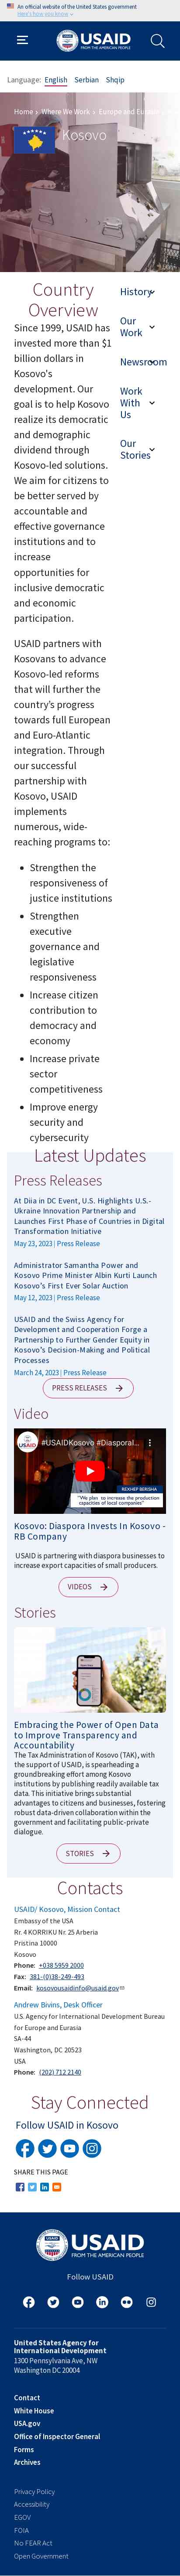 An official website of the United States government
Here's how you know
USAID
FROM THE AMERICAN PEOPLE
Language: English Serbian Shqip
Home › Where We Work › Europe and
Kosovo
Country
Overview
Since 1999, USAID has
invested more than $1
billion dollars in
Kosovo's
development. Our
goal is to help Kosovo
realize its democratic
and demographic
dividend through
Kosovo-led solutions.
We aim for citizens to
be better served by
accountable and
effective governance
institutions and to
increase
opportunities for
inclusive democratic
and economic
participation.
USAID partners with
Kosovans to advance
Kosovo-led reforms
that will further the
country's progress
towards full European
and Euro-Atlantic
integration. Through
our successful
partnership with
Kosovo, USAID
implements
numerous, wide-
reaching programs to:
• Strengthen the
responsiveness of
justice institutions
• Strengthen
executive
governance and
legislative
responsiveness
• Increase citizen
contribution to
democracy and
economy
• Increase private
sector
competitiveness
• Improve energy
security and
cybersecurity
History
Our
Work
Newsroom
Work
With
Us
Our
Stories
Latest Updates
Press Releases
At Diia in DC Event, U.S. Highlights U.S.-
Ukraine Innovation Partnership and
Launches First Phase of Countries in Digital
Transformation Initiative
May 23, 2023 | Press Release
Administrator Samantha Power and
Kosovo Prime Minister Albin Kurti Launch
Kosovo's First Ever Solar Auction
May 12, 2023 | Press Release
USAID and the Swiss Agency for
Development and Cooperation Forge a
Partnership to Further Gender Equity in
Kosovo's Decision-Making and Political
Processes
March 24, 2023 | Press Release
PRESS RELEASES
Video
#USAIDKosovo #Diasporal...
REXHEP BERISHA
"We plan to increase the production
capacities of local companies"
Kosovo: Diaspora Invests In Kosovo -
RB Company
USAID is partnering with diaspora businesses to
increase export capacities of small producers.
VIDEOS
Stories
Embracing the Power of Open Data
to Improve Transparency and
Accountability
The Tax Administration of Kosovo (TAK), with
the support of USAID, is spearheading a
groundbreaking effort among Kosovo
institutions by publishing readily available tax
data. This initiative brings substantial
advantages to citizens and businesses, fostering
robust data-driven collaboration within the
government and facilitating public-private
dialogue.
STORIES
Contacts
USAID/ Kosovo, Mission Contact
Embassy of the USA
Rr. 4 KORRIKU Nr. 25 Arberia
Pristina 10000
Kosovo
Phone: +038 5959 2000
Fax: 381-(0)38-249-493
Email: kosovousaidinfo@usaid.gov
Andrew Bivins, Desk Officer
U.S. Agency for International Development Bureau
for Europe and Eurasia
SA-44
Washington, DC 20523
USA
Phone: (202) 712 2140
Stay Connected
Follow USAID in Kosovo
SHARE THIS PAGE
USAID
FROM THE AMERICAN PEOPLE
Follow USAID
United States Agency for
International Development
1300 Pennsylvania Ave, NW
Washington DC 20004
Contact
White House
USA.gov
Office of Inspector General
Forms
Archives
Privacy Policy
Accessibility
EGOV
FOIA
No FEAR Act
Open Government